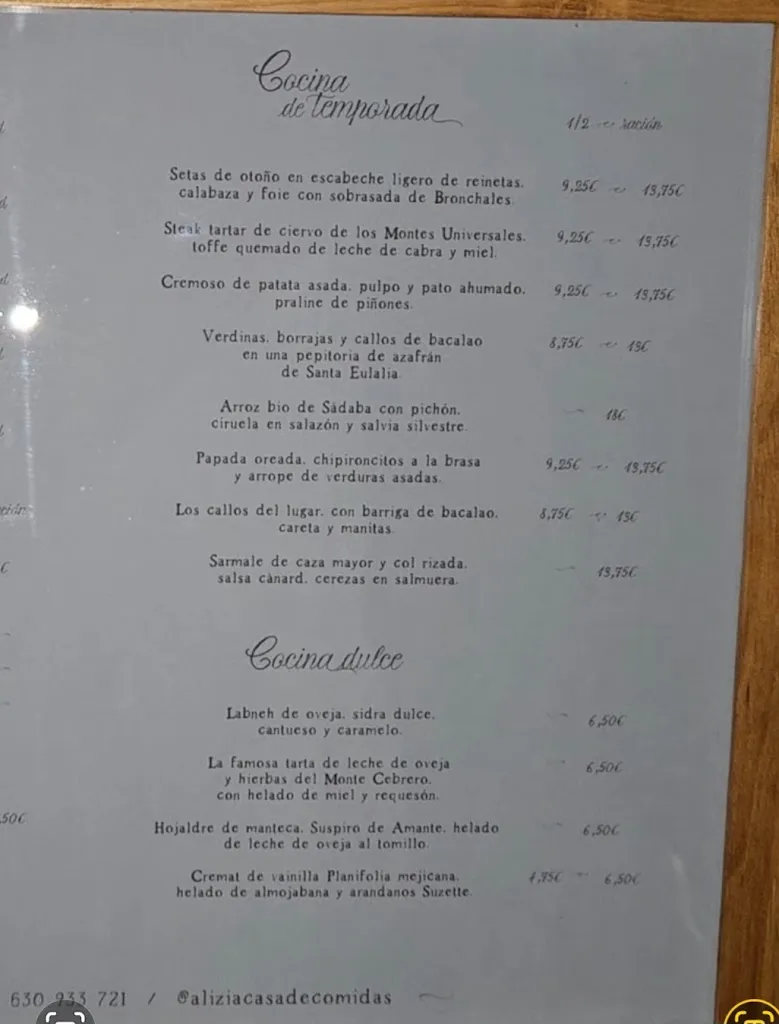 Cocina
de temporada
1/2 ~ ración
Setas de otoño en escabeche ligero de reinetas, 9,25€ ~ 13,75€
calabaza y foie con sobrasada de Bronchales.
Steak tartar de ciervo de los Montes Universales, 9,25€ ~ 13,75€
toffe quemado de leche de cabra y miel.
Cremoso de patata asada, pulpo y pato ahumado, 9,25€ ~ 13,75€
praline de piñones.
Verdinas, borrajas y callos de bacalao 8,75€ ~ 13€
en una pepitoria de azafrán
de Santa Eulalia.
Arroz bio de Sádaba con pichón, ~ 18€
ciruela en salazón y salvia silvestre.
Papada oreada, chipironcitos a la brasa 9,25€ ~ 13,75€
y arrope de verduras asadas.
Los callos del lugar, con barriga de bacalao, 8,75€ ~ 13€
careta y manitas.
Sarmale de caza mayor y col rizada, ~ 13,75€
salsa cànard, cerezas en salmuera.
Cocina dulce
Labneh de oveja, sidra dulce, ~ 6,50€
cantueso y caramelo.
La famosa tarta de leche de oveja ~ 6,50€
y hierbas del Monte Cebrero,
con helado de miel y requesón.
Hojaldre de manteca, Suspiro de Amante, helado ~ 6,50€
de leche de oveja al tomillo.
Cremat de vainilla Planifolia mejicana, 4,75€ ~ 6,50€
helado de almojabana y arandanos Suzette.
630 933 721 / @aliziacasadecomidas ~